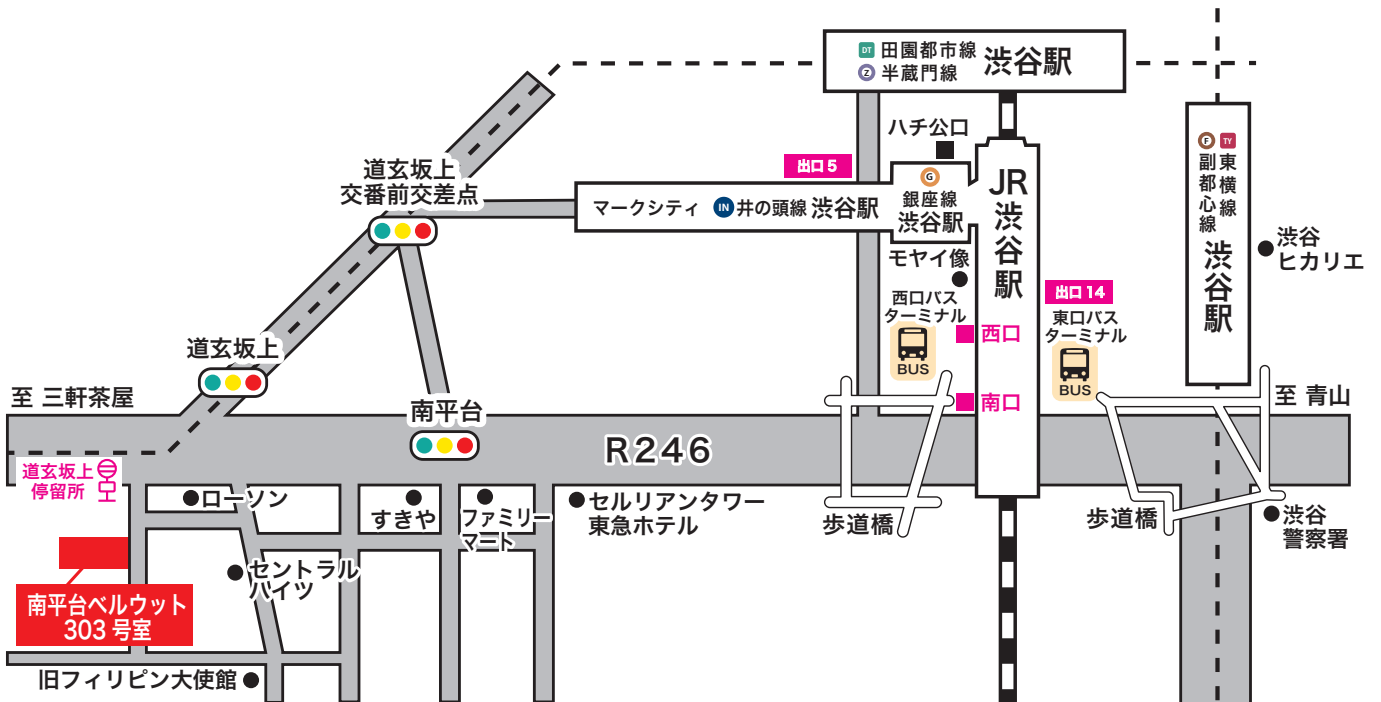 DT 田園都市線
Z 半蔵門線
渋谷駅
ハチ公口
道玄坂上
交番前交差点
出口5
マークシティ IN 井の頭線 渋谷駅
G
銀座線
渋谷駅
JR渋谷駅
F 副都心線
TY 東横線
渋谷駅
渋谷
ヒカリエ
モヤイ像
西口バス
ターミナル
BUS
出口14
東口バス
ターミナル
BUS
西口
南口
道玄坂上
至 三軒茶屋
南平台
R246
至 青山
道玄坂上
停留所
ローソン
すきや
ファミリー
マート
セルリアンタワー
東急ホテル
歩道橋
歩道橋
渋谷
警察署
セントラル
ハイツ
南平台ベルウット
303号室
旧フィリピン大使館